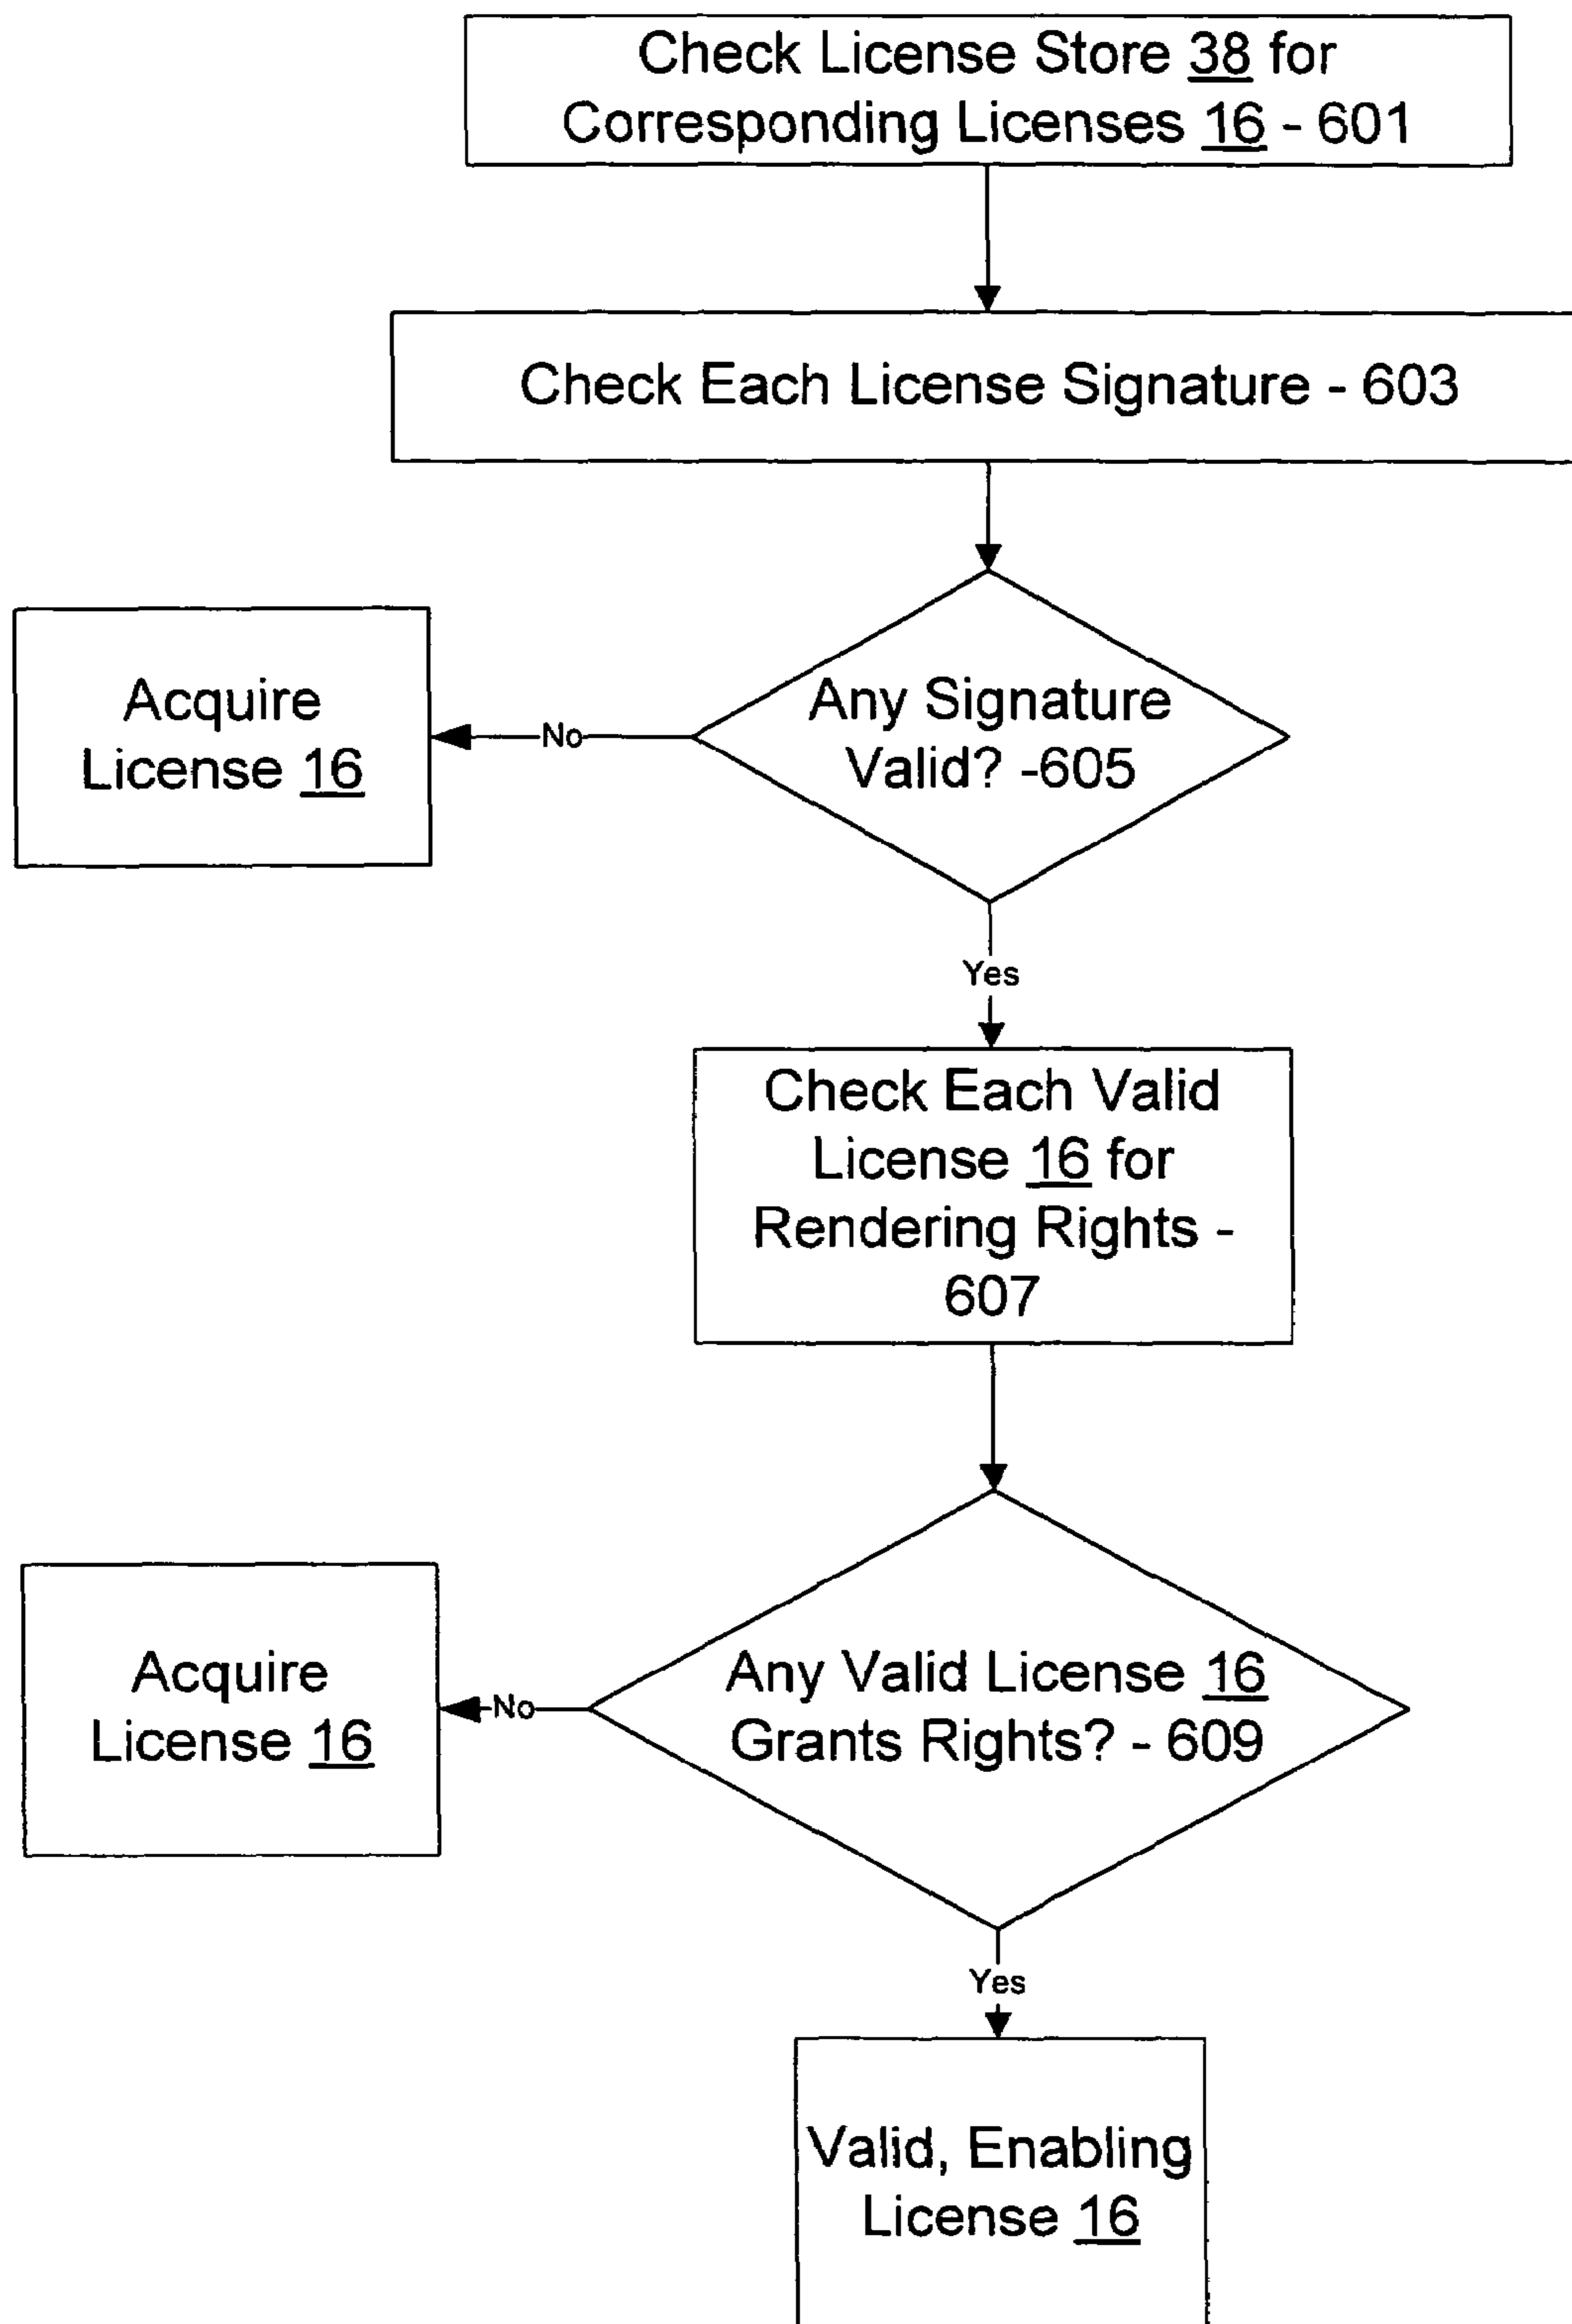 Check License Store 38 for
Corresponding Licenses 16 - 601
Check Each License Signature - 603
Any Signature
Valid? -605
No
Acquire
License 16
Yes
Check Each Valid
License 16 for
Rendering Rights -
607
Any Valid License 16
Grants Rights? - 609
No
Acquire
License 16
Yes
Valid, Enabling
License 16